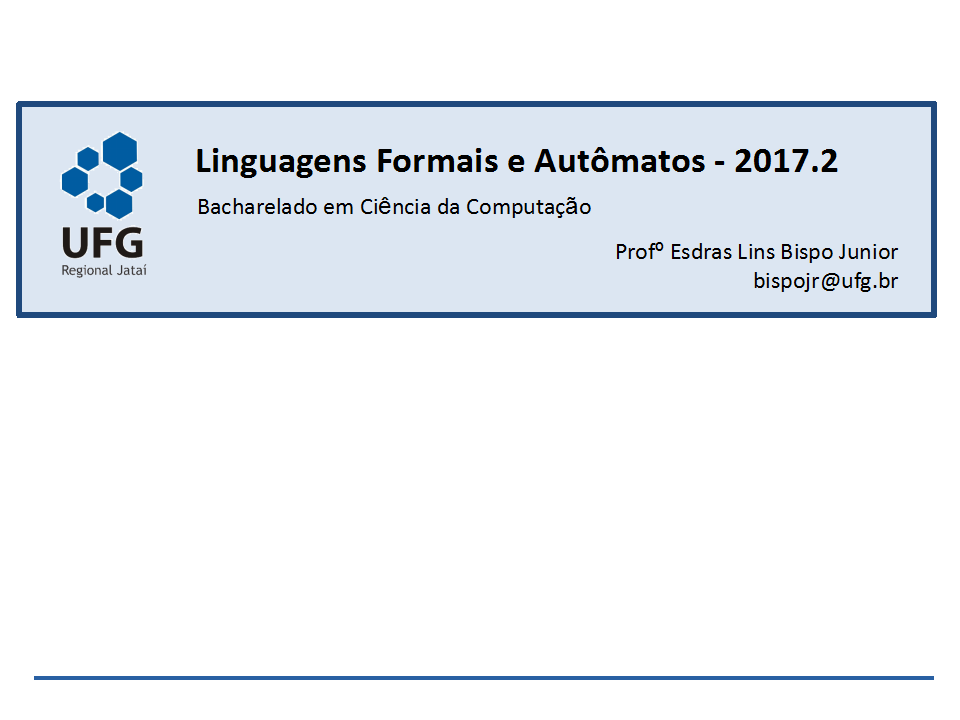 Linguagens Formais e Autômatos - 2017.2
Bacharelado em Ciência da Computação
UFG
Regional Jataí
Profº Esdras Lins Bispo Junior
bispojr@ufg.br